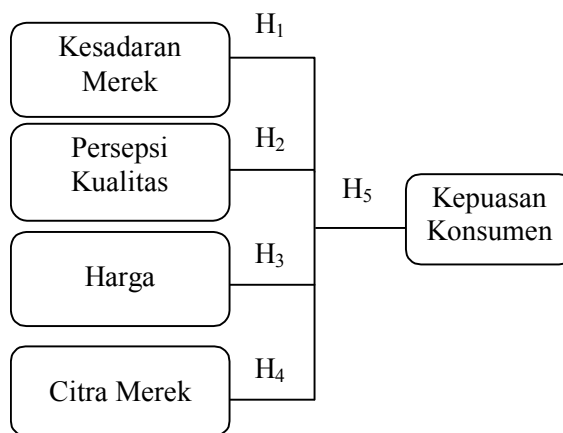 H₁
Kesadaran
Merek
H₂
Persepsi
Kualitas
H₅
Kepuasan
Konsumen
H₃
Harga
H₄
Citra Merek